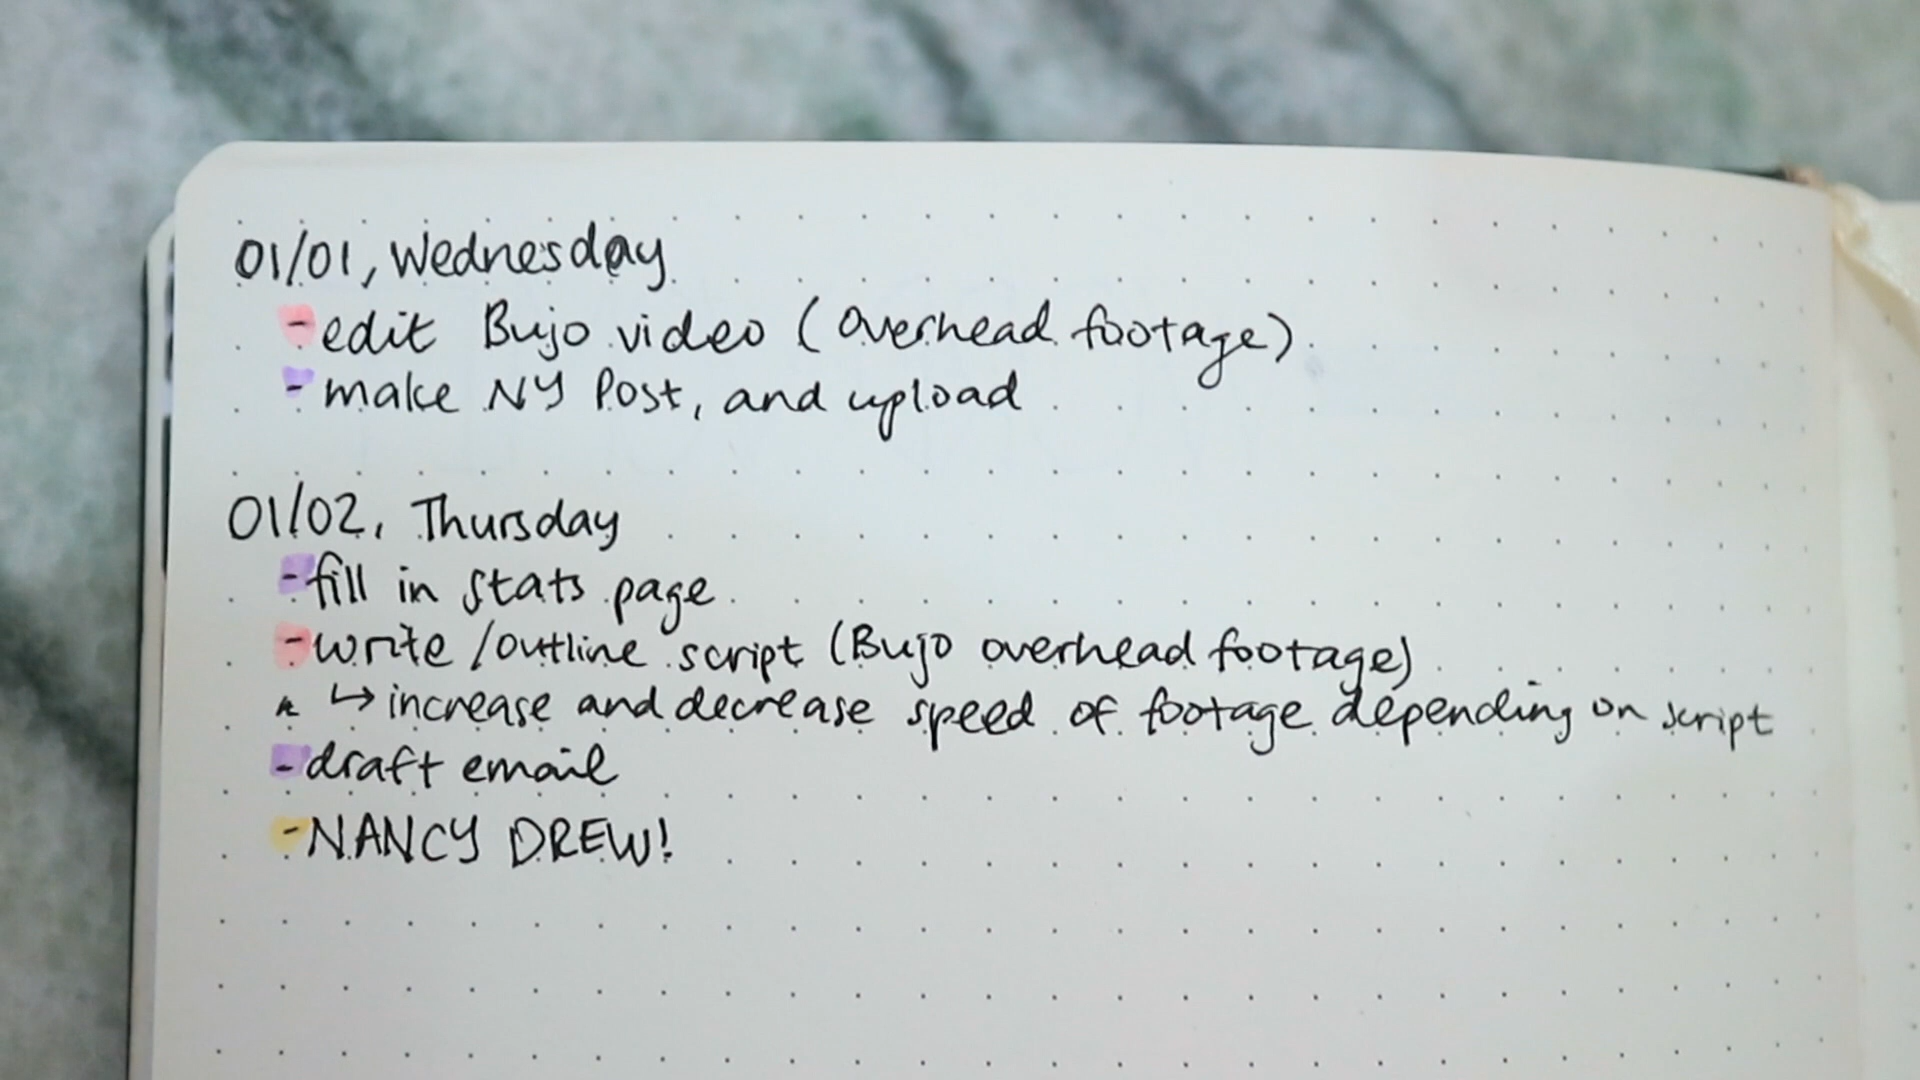 01/01, Wednesday
- edit Bujo video (overhead footage)
- make NY Post, and upload
01/02, Thursday
- fill in stats page
- write /outline script (Bujo overhead footage)
↳ increase and decrease speed of footage depending on script
- draft email
- NANCY DREW!